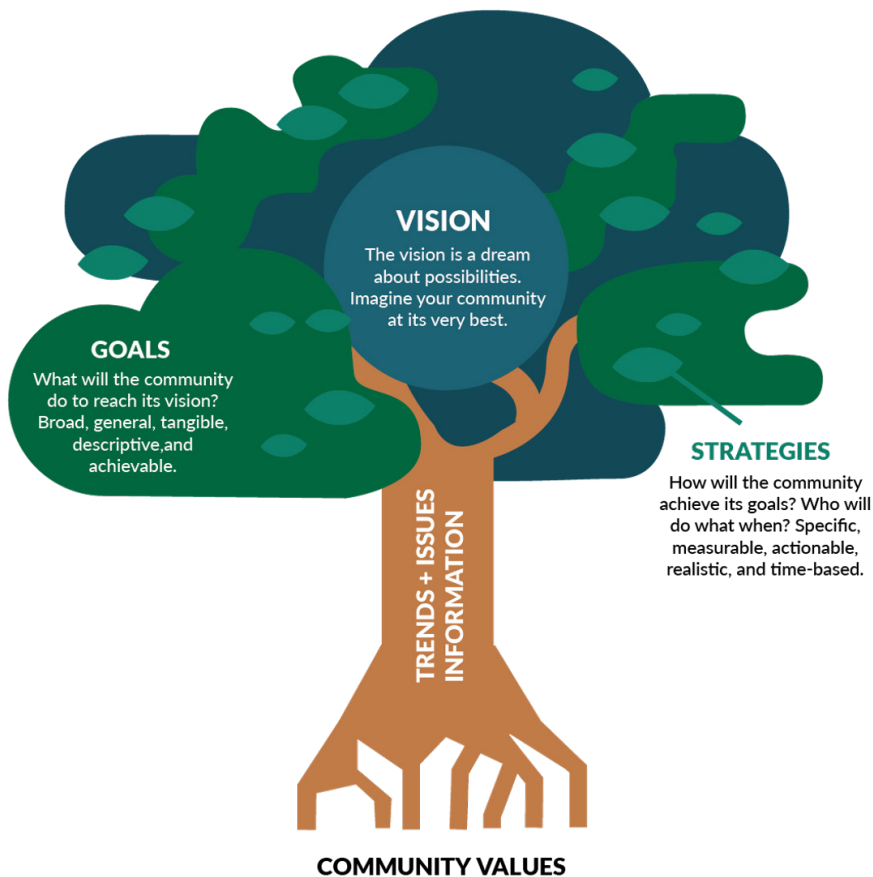 VISION
The vision is a dream
about possibilities.
Imagine your community
at its very best.
GOALS
What will the community
do to reach its vision?
Broad, general, tangible,
descriptive,and
achievable.
STRATEGIES
How will the community
achieve its goals? Who will
do what when? Specific,
measurable, actionable,
realistic, and time-based.
TRENDS + ISSUES
INFORMATION
COMMUNITY VALUES